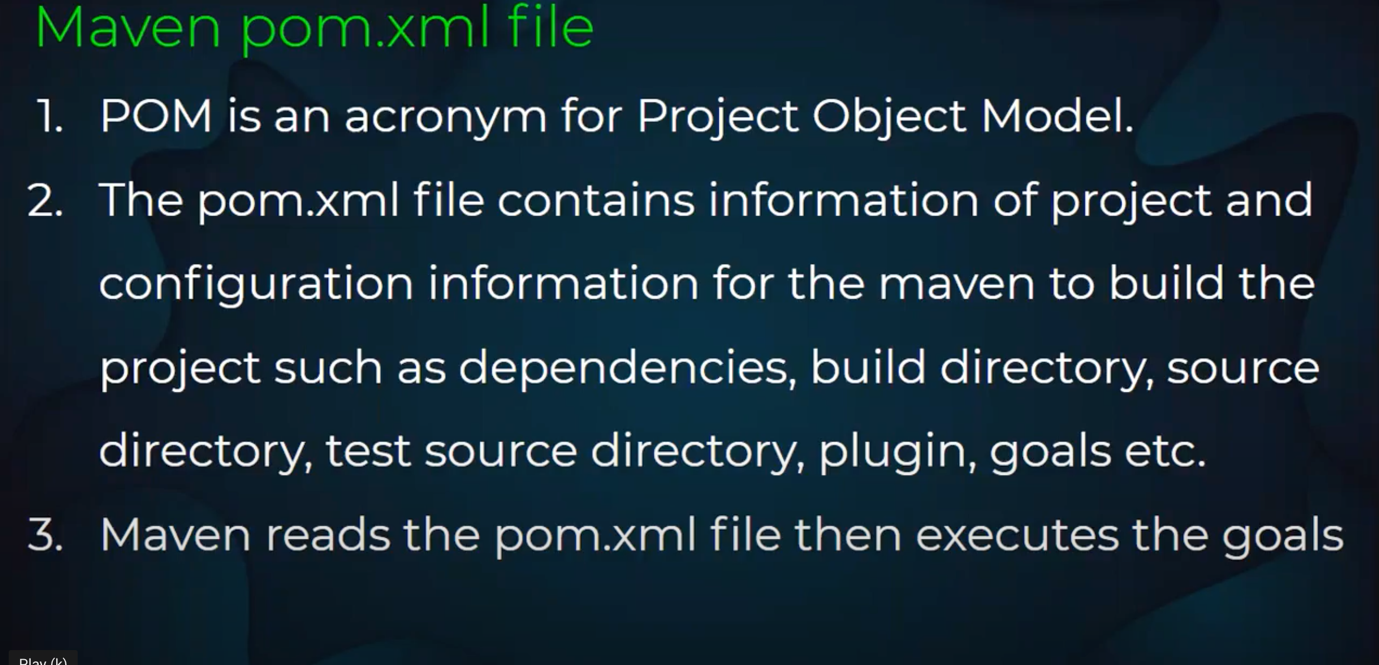 Maven pom.xml file
1. POM is an acronym for Project Object Model.
2. The pom.xml file contains information of project and
configuration information for the maven to build the
project such as dependencies, build directory, source
directory, test source directory, plugin, goals etc.
3. Maven reads the pom.xml file then executes the goals
Play (k)